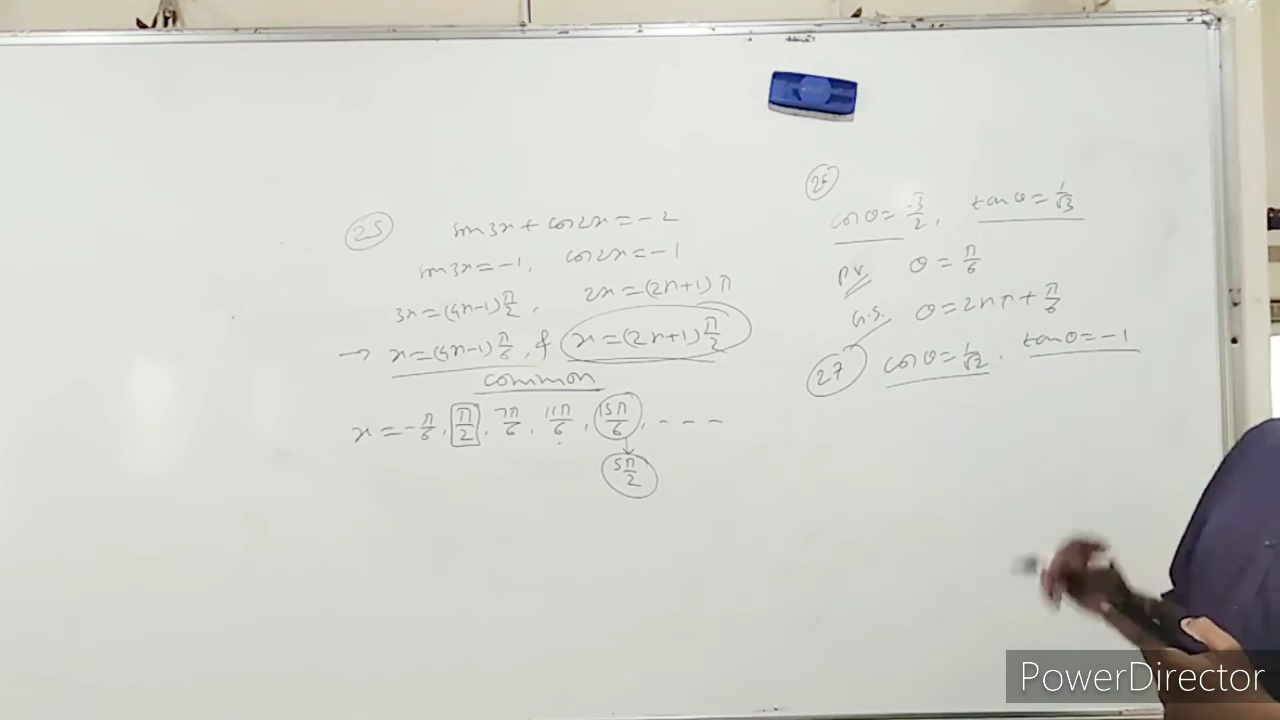 25
sin3x + cos2x = -2
sin3x = -1, cos2x = -1
3x = (4n-1)π/2, 2x = (2n+1)π
→ x = (4n-1)π/6, & x = (2n+1)π/2
common
x = -π/6, π/2, 7π/6, 11π/6, 15π/6, - - -
5π/2
26
cosθ = √3/2, tanθ = 1/√3
P.V. θ = π/6
G.S. θ = 2nπ + π/6
27 cosθ = 1/√2, tanθ = -1
PowerDirector